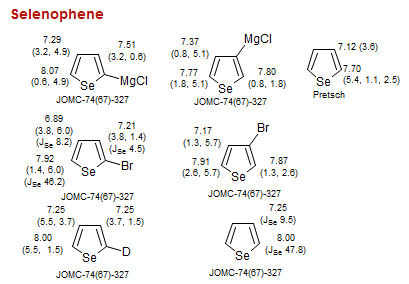 Selenophene
7.29
(3.2, 4.9)
7.51
(3.2, 0.6)
8.07
(0.6, 4.9)
Se
MgCl
JOMC-74(67)-327
7.37
(0.8, 5.1)
MgCl
7.77
(1.8, 5.1)
7.80
(0.8, 1.8)
Se
JOMC-74(67)-327
7.12 (3.6)
7.70
(5.4, 1.1, 2.5)
Se
Pretsch
6.89
(3.8, 6.0)
(JSe 8.2)
7.21
(3.8, 1.4)
(JSe 4.5)
7.92
(1.4, 6.0)
(JSe 46.2)
Se
Br
JOMC-74(67)-327
7.17
(1.3, 5.7)
Br
7.91
(2.6, 5.7)
7.87
(1.3, 2.6)
Se
JOMC-74(67)-327
7.25
(5.5, 3.7)
7.25
(3.7, 1.5)
8.00
(5.5, 1.5)
Se
D
JOMC-74(67)-327
7.25
(JSe 9.5)
8.00
(JSe 47.8)
Se
JOMC-74(67)-327